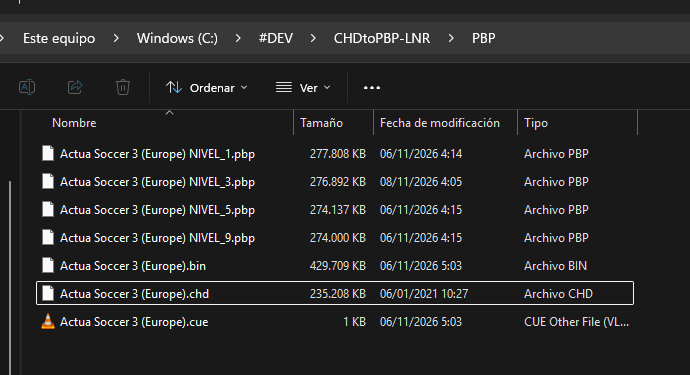 Este equipo > Windows (C:) > #DEV > CHDtoPBP-LNR > PBP
Ordenar Ver ...
Nombre Tamaño Fecha de modificación Tipo
Actua Soccer 3 (Europe) NIVEL_1.pbp 277.808 KB 06/11/2026 4:14 Archivo PBP
Actua Soccer 3 (Europe) NIVEL_3.pbp 276.892 KB 08/11/2026 4:05 Archivo PBP
Actua Soccer 3 (Europe) NIVEL_5.pbp 274.137 KB 06/11/2026 4:15 Archivo PBP
Actua Soccer 3 (Europe) NIVEL_9.pbp 274.000 KB 06/11/2026 4:15 Archivo PBP
Actua Soccer 3 (Europe).bin 429.709 KB 06/11/2026 5:03 Archivo BIN
Actua Soccer 3 (Europe).chd 235.208 KB 06/01/2021 10:27 Archivo CHD
Actua Soccer 3 (Europe).cue 1 KB 06/11/2026 5:03 CUE Other File (VL...